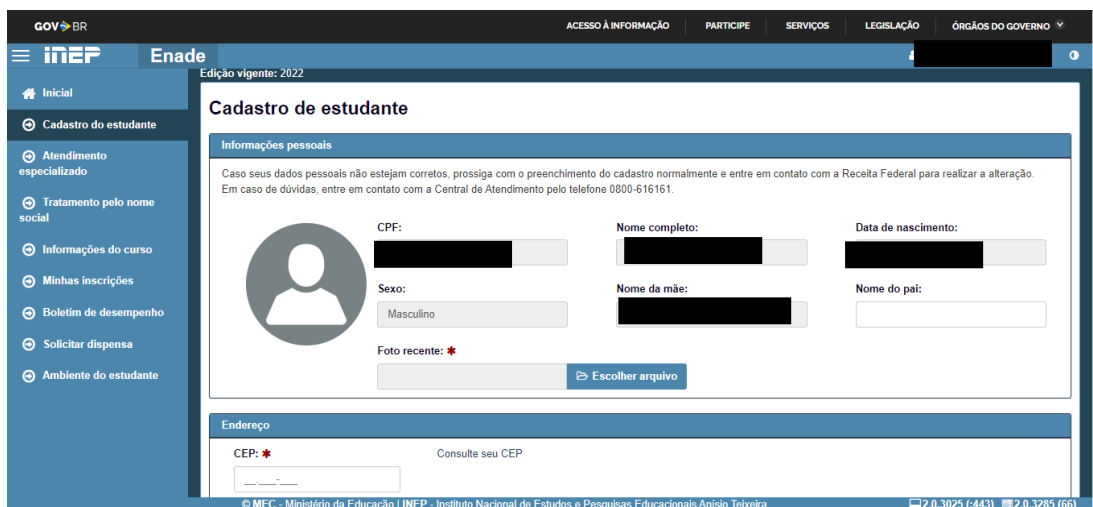 GOV BR
ACESSO À INFORMAÇÃO PARTICIPE SERVIÇOS LEGISLAÇÃO ÓRGÃOS DO GOVERNO
inep Enade
Edição vigente: 2022
Inicial
Cadastro do estudante
Atendimento
especializado
Tratamento pelo nome
social
Informações do curso
Minhas inscrições
Boletim de desempenho
Solicitar dispensa
Ambiente do estudante
Cadastro de estudante
Informações pessoais
Caso seus dados pessoais não estejam corretos, prossiga com o preenchimento do cadastro normalmente e entre em contato com a Receita Federal para realizar a alteração.
Em caso de dúvidas, entre em contato com a Central de Atendimento pelo telefone 0800-616161.
CPF: Nome completo: Data de nascimento:
Sexo: Nome da mãe: Nome do pai:
Masculino
Foto recente: *
Escolher arquivo
Endereço
CEP: * Consulte seu CEP
__.___-___
© MEC - Ministério da Educação | INEP - Instituto Nacional de Estudos e Pesquisas Educacionais Anísio Teixeira 2.0.3025 (:443) 2.0.3285 (66)